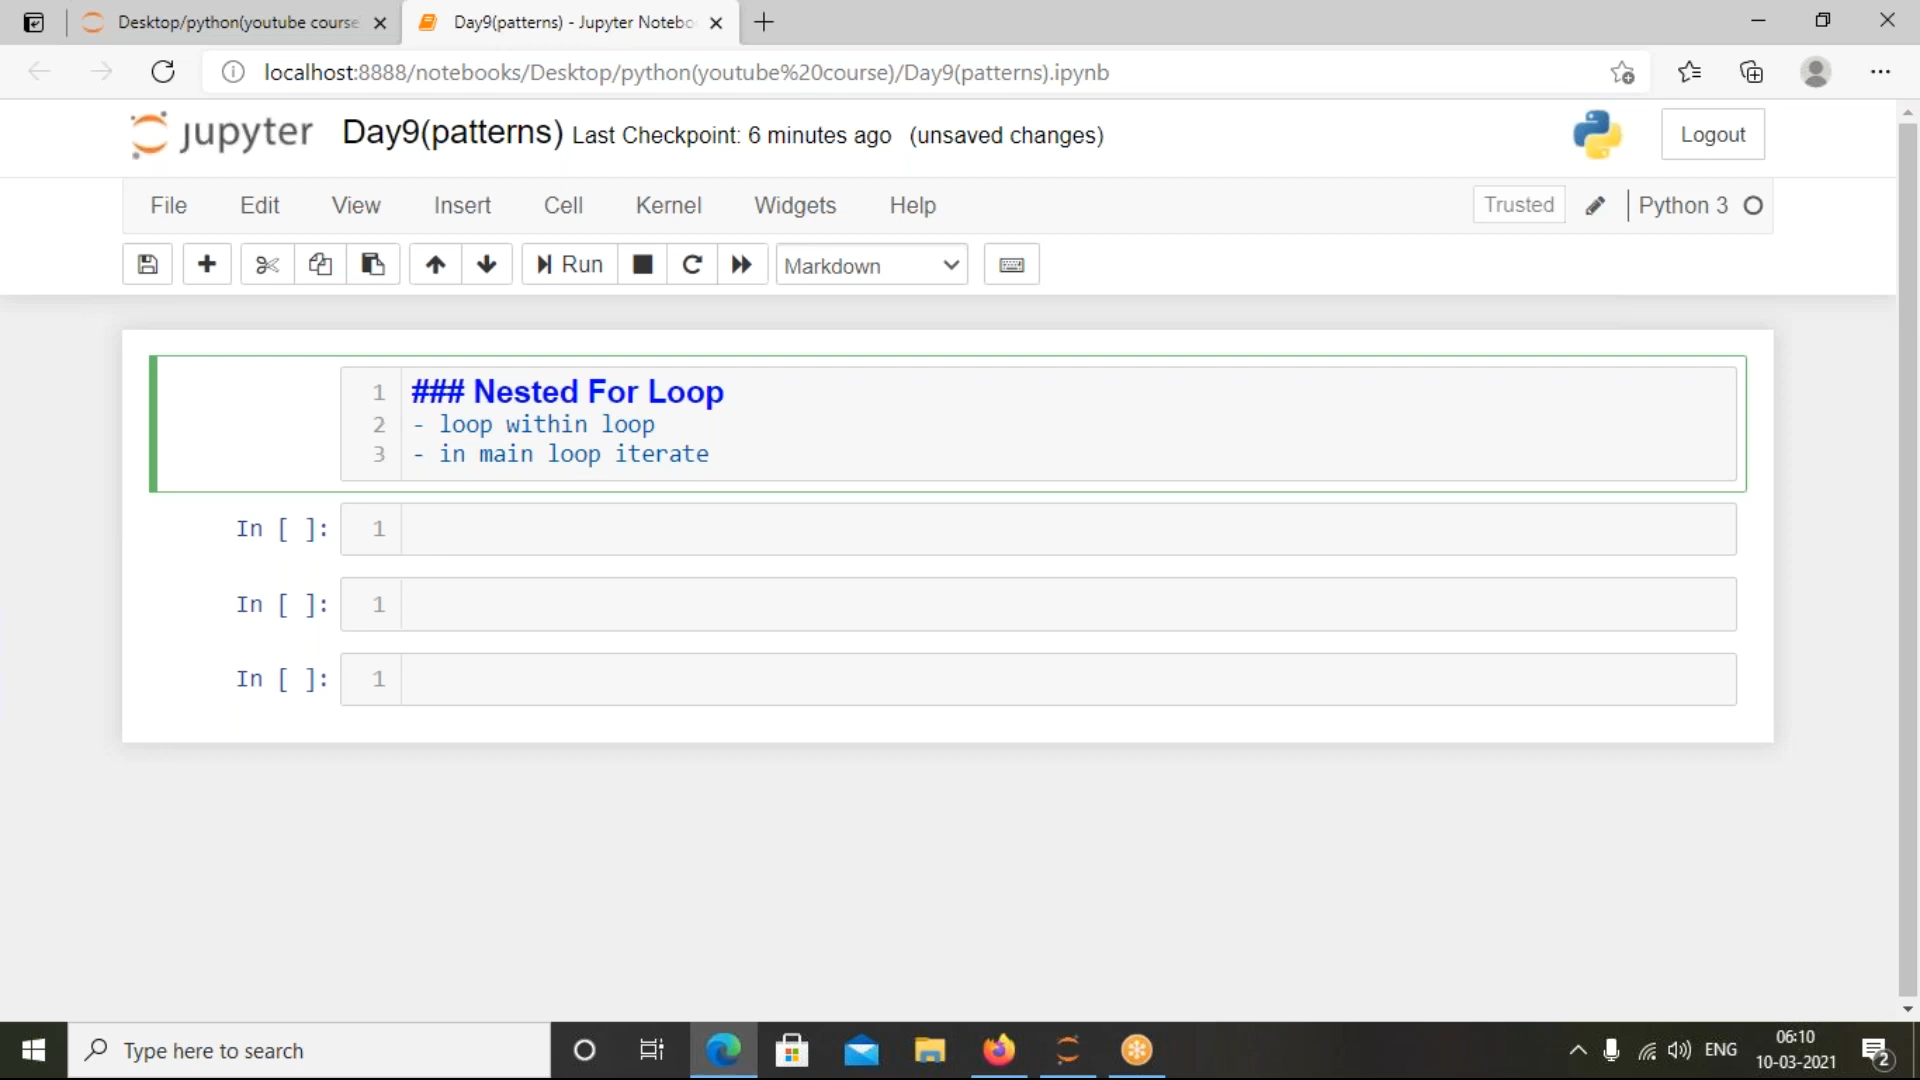 Desktop/python(youtube course
Day9(patterns) - Jupyter Notebo
localhost:8888/notebooks/Desktop/python(youtube%20course)/Day9(patterns).ipynb
jupyter Day9(patterns) Last Checkpoint: 6 minutes ago (unsaved changes)
Logout
File Edit View Insert Cell Kernel Widgets Help
Trusted Python 3
Run Markdown
1 ### Nested For Loop
2 - loop within loop
3 - in main loop iterate
In [ ]: 1
In [ ]: 1
In [ ]: 1
Type here to search
ENG
06:10
10-03-2021
2